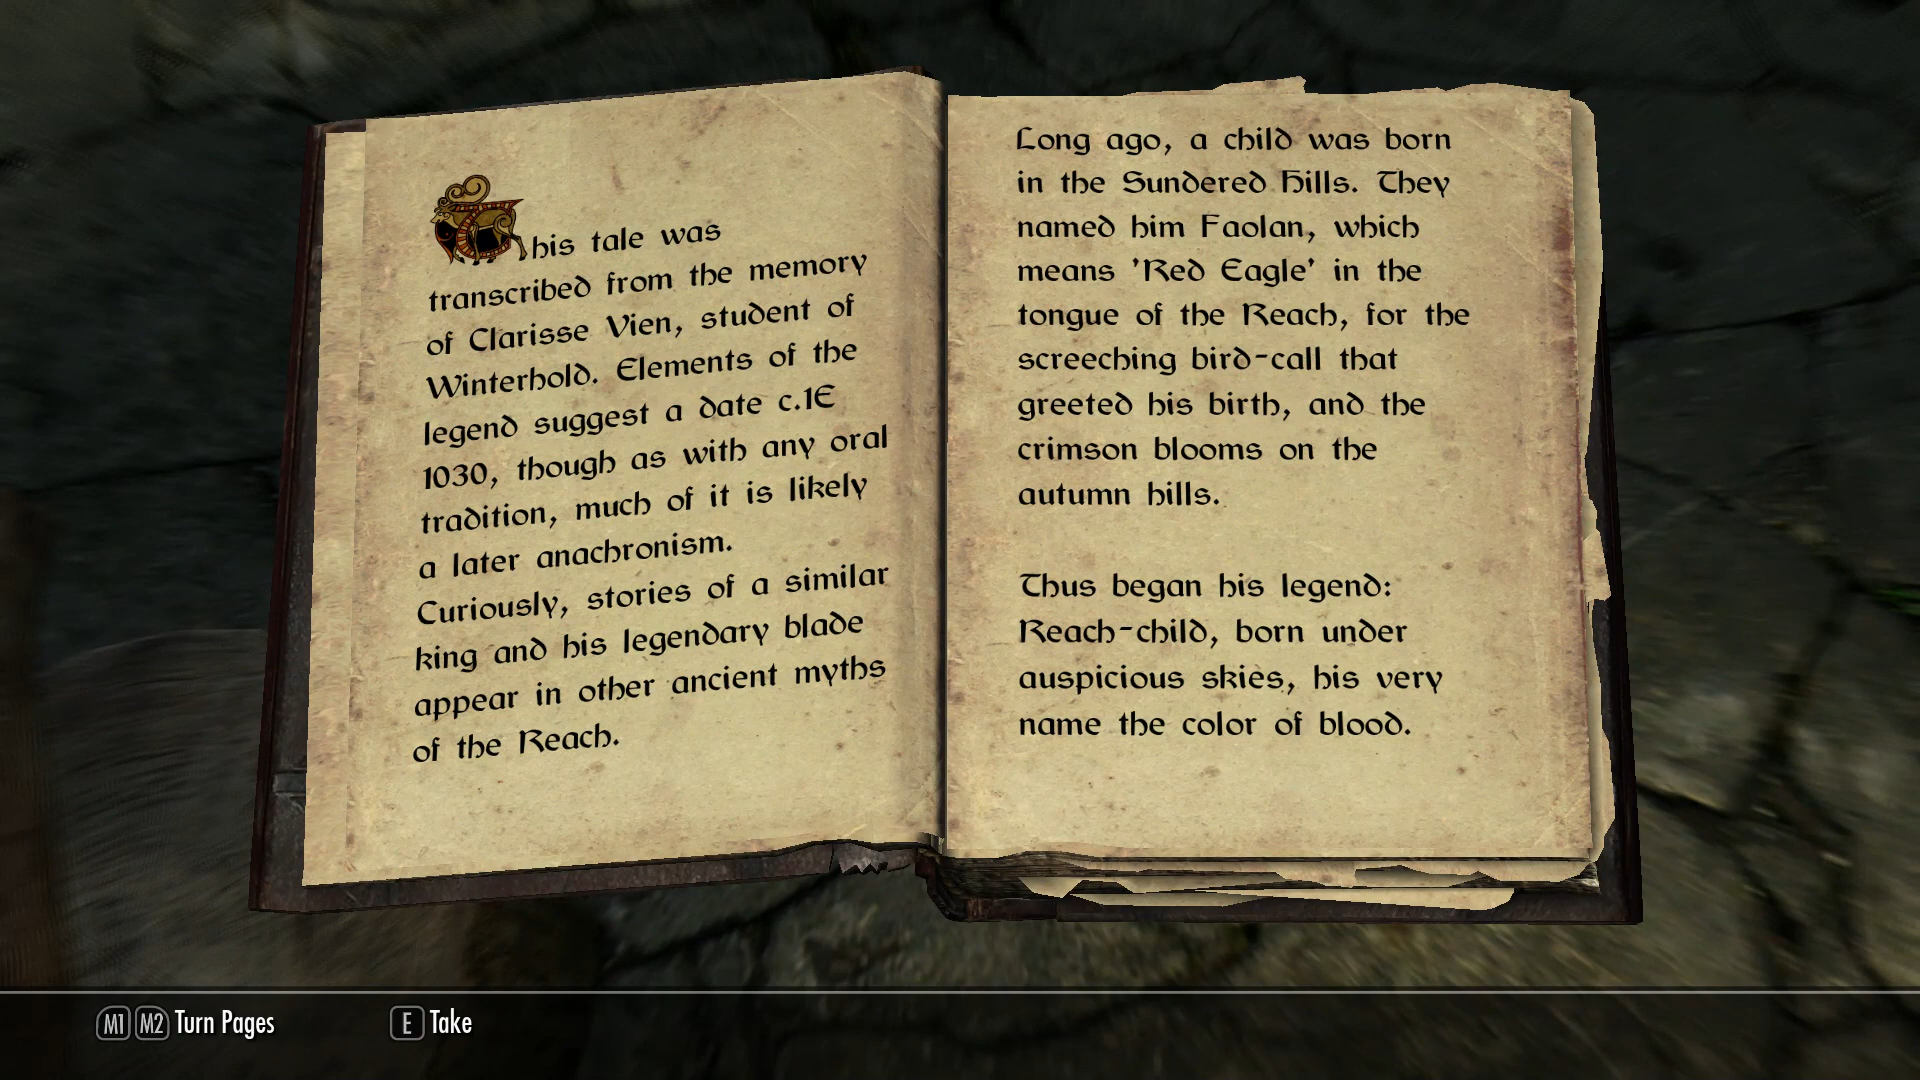 This tale was
transcribed from the memory
of Clarisse Vien, student of
Winterhold. Elements of the
legend suggest a date c.1E
1030, though as with any oral
tradition, much of it is likely
a later anachronism.
Curiously, stories of a similar
king and his legendary blade
appear in other ancient myths
of the Reach.
Long ago, a child was born
in the Sundered Hills. They
named him Faolan, which
means 'Red Eagle' in the
tongue of the Reach, for the
screeching bird-call that
greeted his birth, and the
crimson blooms on the
autumn hills.
Thus began his legend:
Reach-child, born under
auspicious skies, his very
name the color of blood.
M1 M2 Turn Pages
E Take